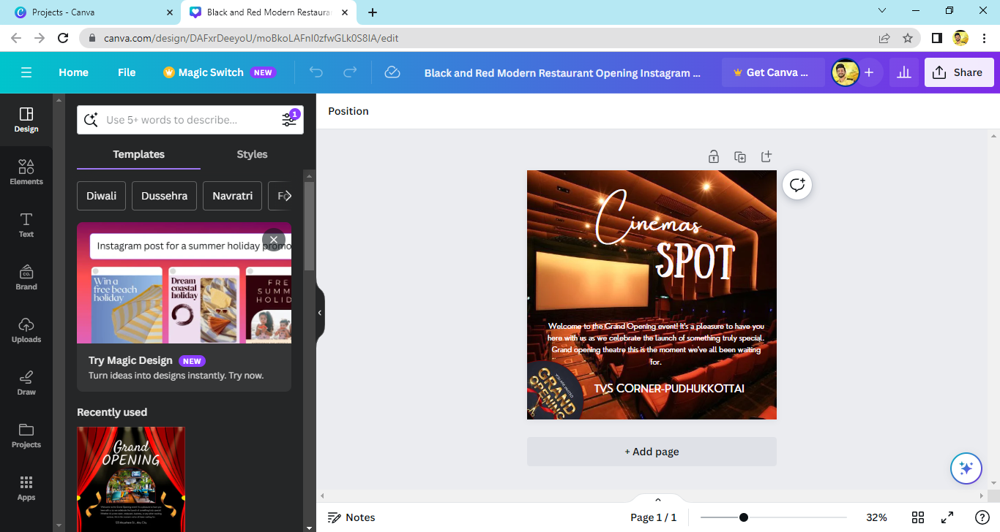 Projects - Canva
Black and Red Modern Restaura
canva.com/design/DAFxrDeeyoU/moBkoLAFnI0zfwGLk0S8IA/edit
Home
File
Magic Switch NEW
Black and Red Modern Restaurant Opening Instagram ...
Get Canva ...
Share
Design
Elements
Text
Brand
CO.
Uploads
Draw
Projects
Apps
Use 5+ words to describe...
1
Templates
Styles
Diwali
Dussehra
Navratri
Instagram post for a summer holiday promo
Win a
free beach
holiday
Dream
coastal
holiday
FRE
SUMM
HOLID
Try Magic Design NEW
Turn ideas into designs instantly. Try now.
Recently used
Grand
OPENING
Position
Cinemas
SPOT
Welcome to the Grand Opening event! It's a pleasure to have you
here with us as we celebrate the launch of something truly special.
Grand opening theatre this is the moment we've all been waiting
for.
GRAND
OPENING
TVS CORNER-PUDHUKKOTTAI
+ Add page
Notes
Page 1 / 1
32%